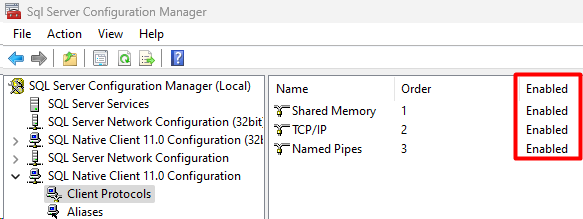 Sql Server Configuration Manager
File Action View Help
SQL Server Configuration Manager (Local)
SQL Server Services
SQL Server Network Configuration (32bit)
SQL Native Client 11.0 Configuration (32b
SQL Server Network Configuration
SQL Native Client 11.0 Configuration
Client Protocols
Aliases
Name Order Enabled
Shared Memory 1 Enabled
TCP/IP 2 Enabled
Named Pipes 3 Enabled